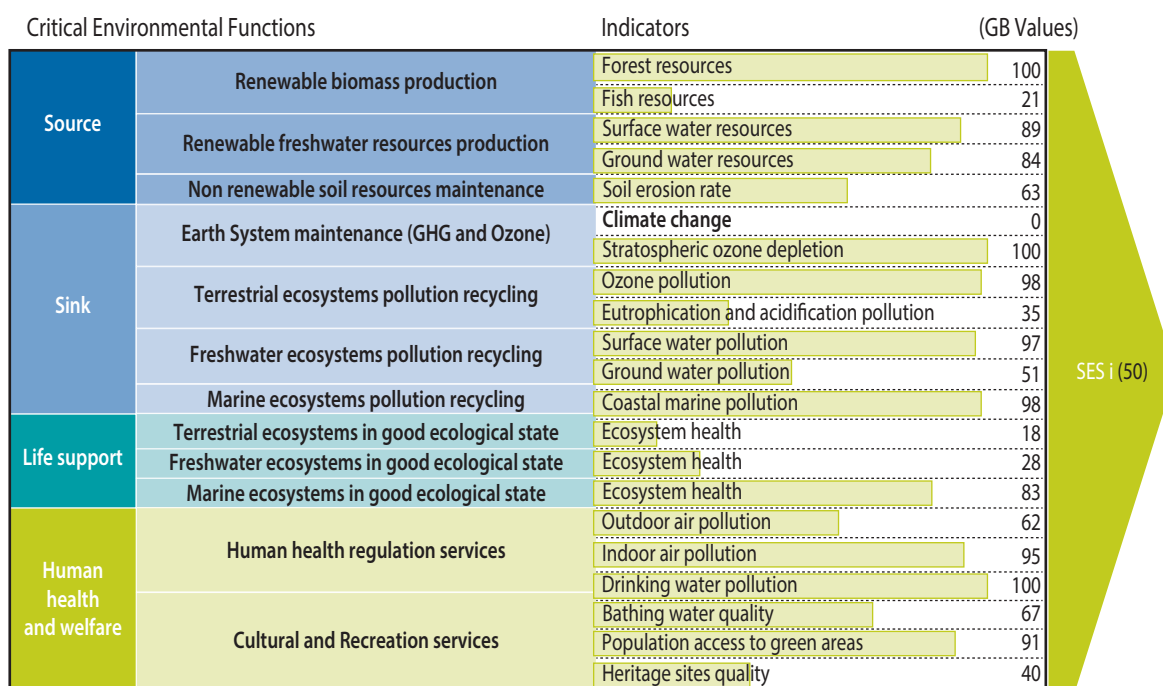 Critical Environmental Functions Indicators (GB Values)
Source
Renewable biomass production
Forest resources 100
Fish resources 21
Renewable freshwater resources production
Surface water resources 89
Ground water resources 84
Non renewable soil resources maintenance
Soil erosion rate 63
Sink
Earth System maintenance (GHG and Ozone)
Climate change 0
Stratospheric ozone depletion 100
Terrestrial ecosystems pollution recycling
Ozone pollution 98
Eutrophication and acidification pollution 35
Freshwater ecosystems pollution recycling
Surface water pollution 97
Ground water pollution 51
Marine ecosystems pollution recycling
Coastal marine pollution 98
Life support
Terrestrial ecosystems in good ecological state
Ecosystem health 18
Freshwater ecosystems in good ecological state
Ecosystem health 28
Marine ecosystems in good ecological state
Ecosystem health 83
Human
health
and welfare
Human health regulation services
Outdoor air pollution 62
Indoor air pollution 95
Drinking water pollution 100
Cultural and Recreation services
Bathing water quality 67
Population access to green areas 91
Heritage sites quality 40
SES i (50)